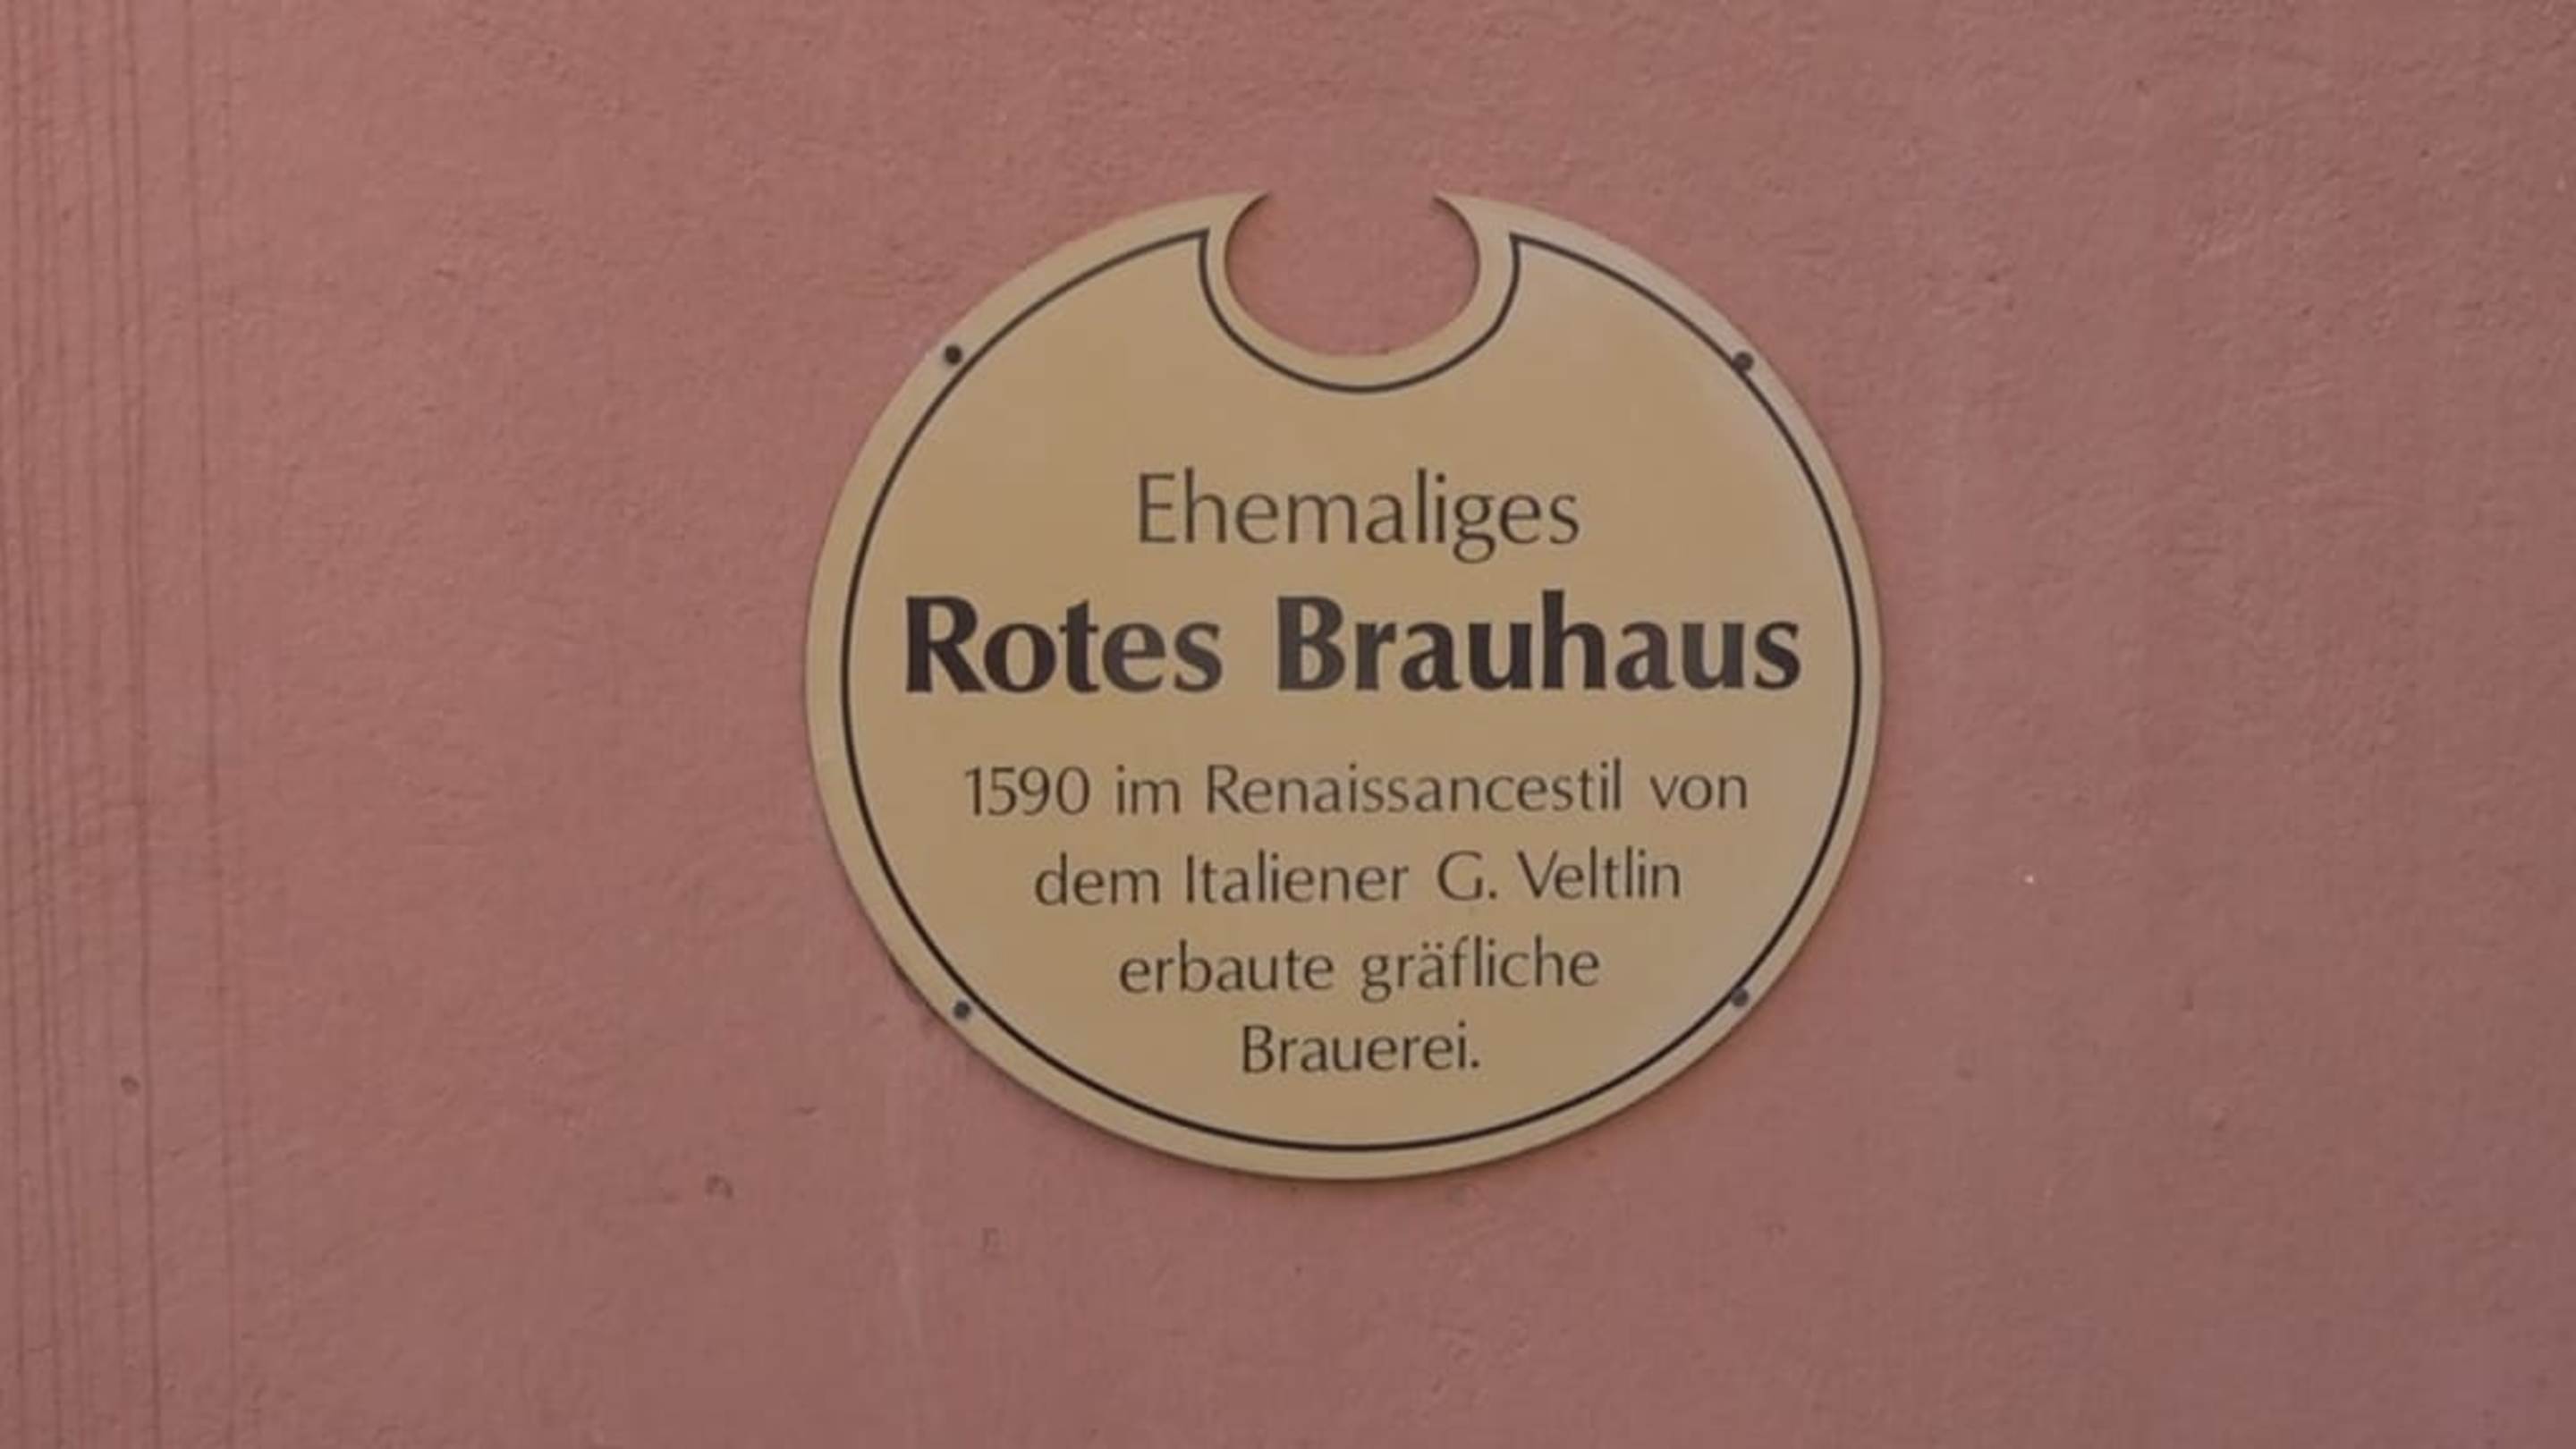 Ehemaliges
Rotes Brauhaus
1590 im Renaissancestil von
dem Italiener G. Veltlin
erbaute gräfliche
Brauerei.